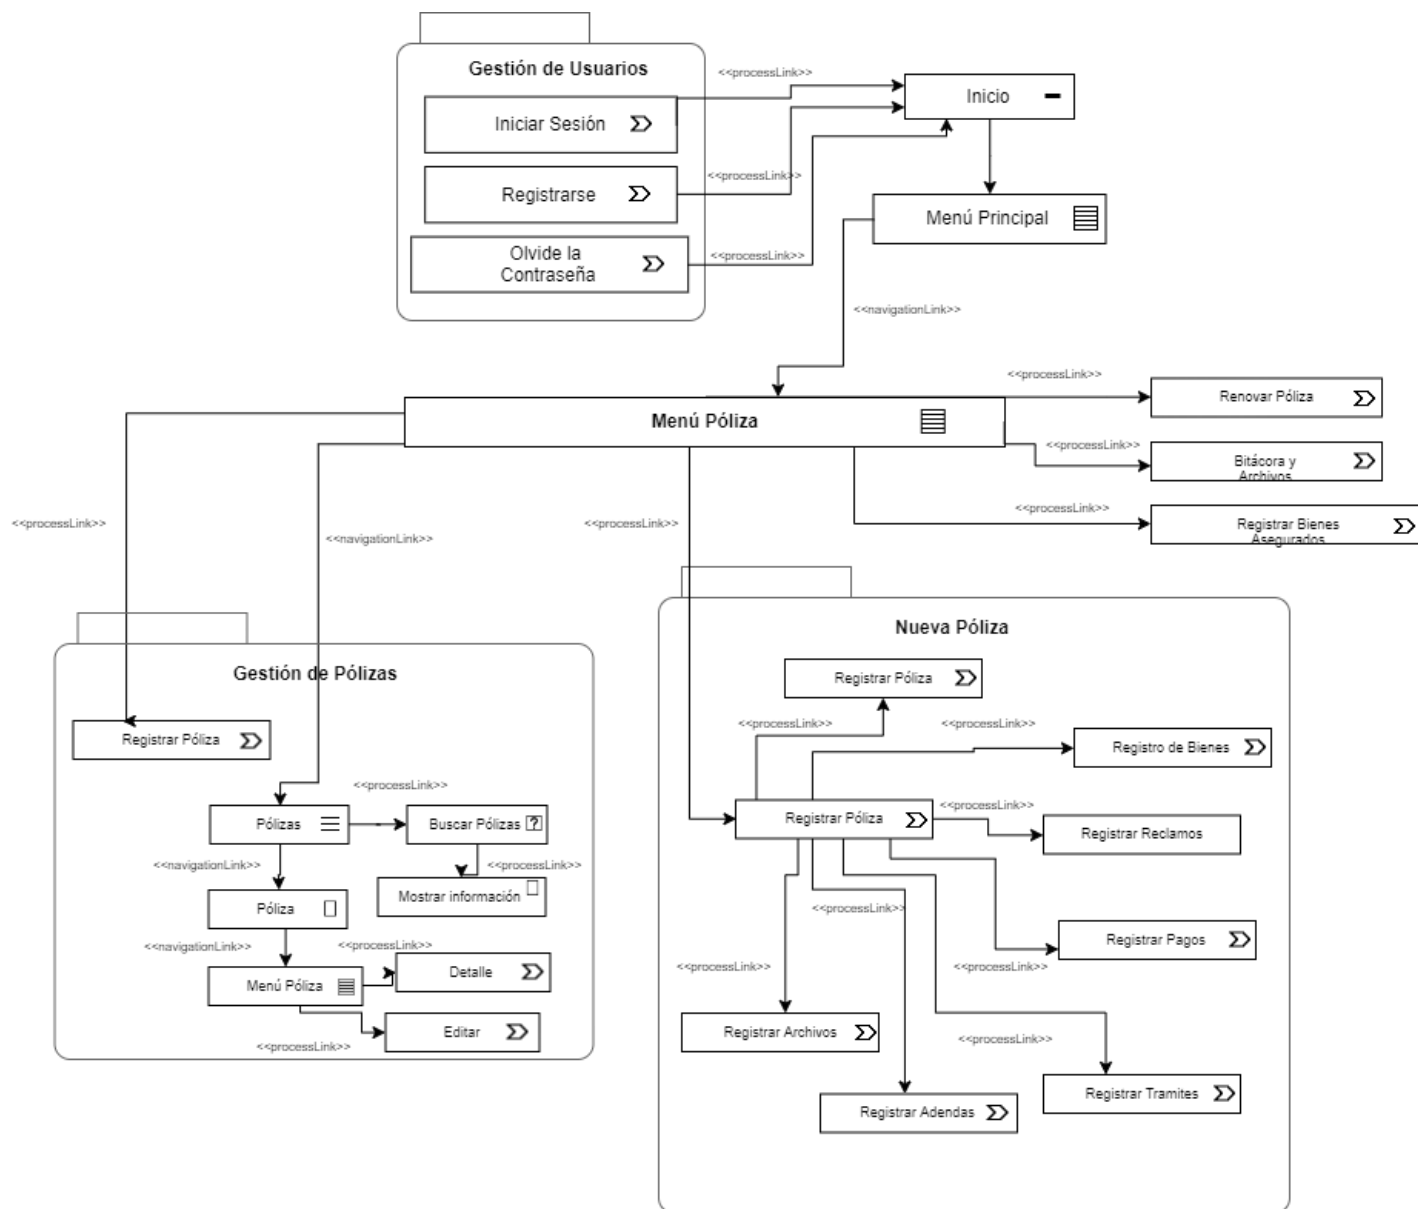 Gestión de Usuarios
<<processLink>>
Iniciar Sesión
Inicio
Registrarse
<<processLink>>
Menú Principal
Olvide la
Contraseña
<<processLink>>
<<navigationLink>>
<<processLink>>
Renovar Póliza
Menú Póliza
<<processLink>>
Bitácora y
Archivos
<<processLink>>
Registrar Bienes
Asegurados
<<processLink>>
<<navigationLink>>
<<processLink>>
Gestión de Pólizas
Registrar Póliza
<<processLink>>
Pólizas
Buscar Pólizas
?
<<navigationLink>>
<<processLink>>
Mostrar información
Póliza
<<navigationLink>>
<<processLink>>
Menú Póliza
Detalle
Editar
<<processLink>>
Nueva Póliza
Registrar Póliza
<<processLink>>
<<processLink>>
Registro de Bienes
Registrar Póliza
<<processLink>>
Registrar Reclamos
<<processLink>>
Registrar Pagos
<<processLink>>
<<processLink>>
Registrar Archivos
<<processLink>>
Registrar Tramites
Registrar Adendas